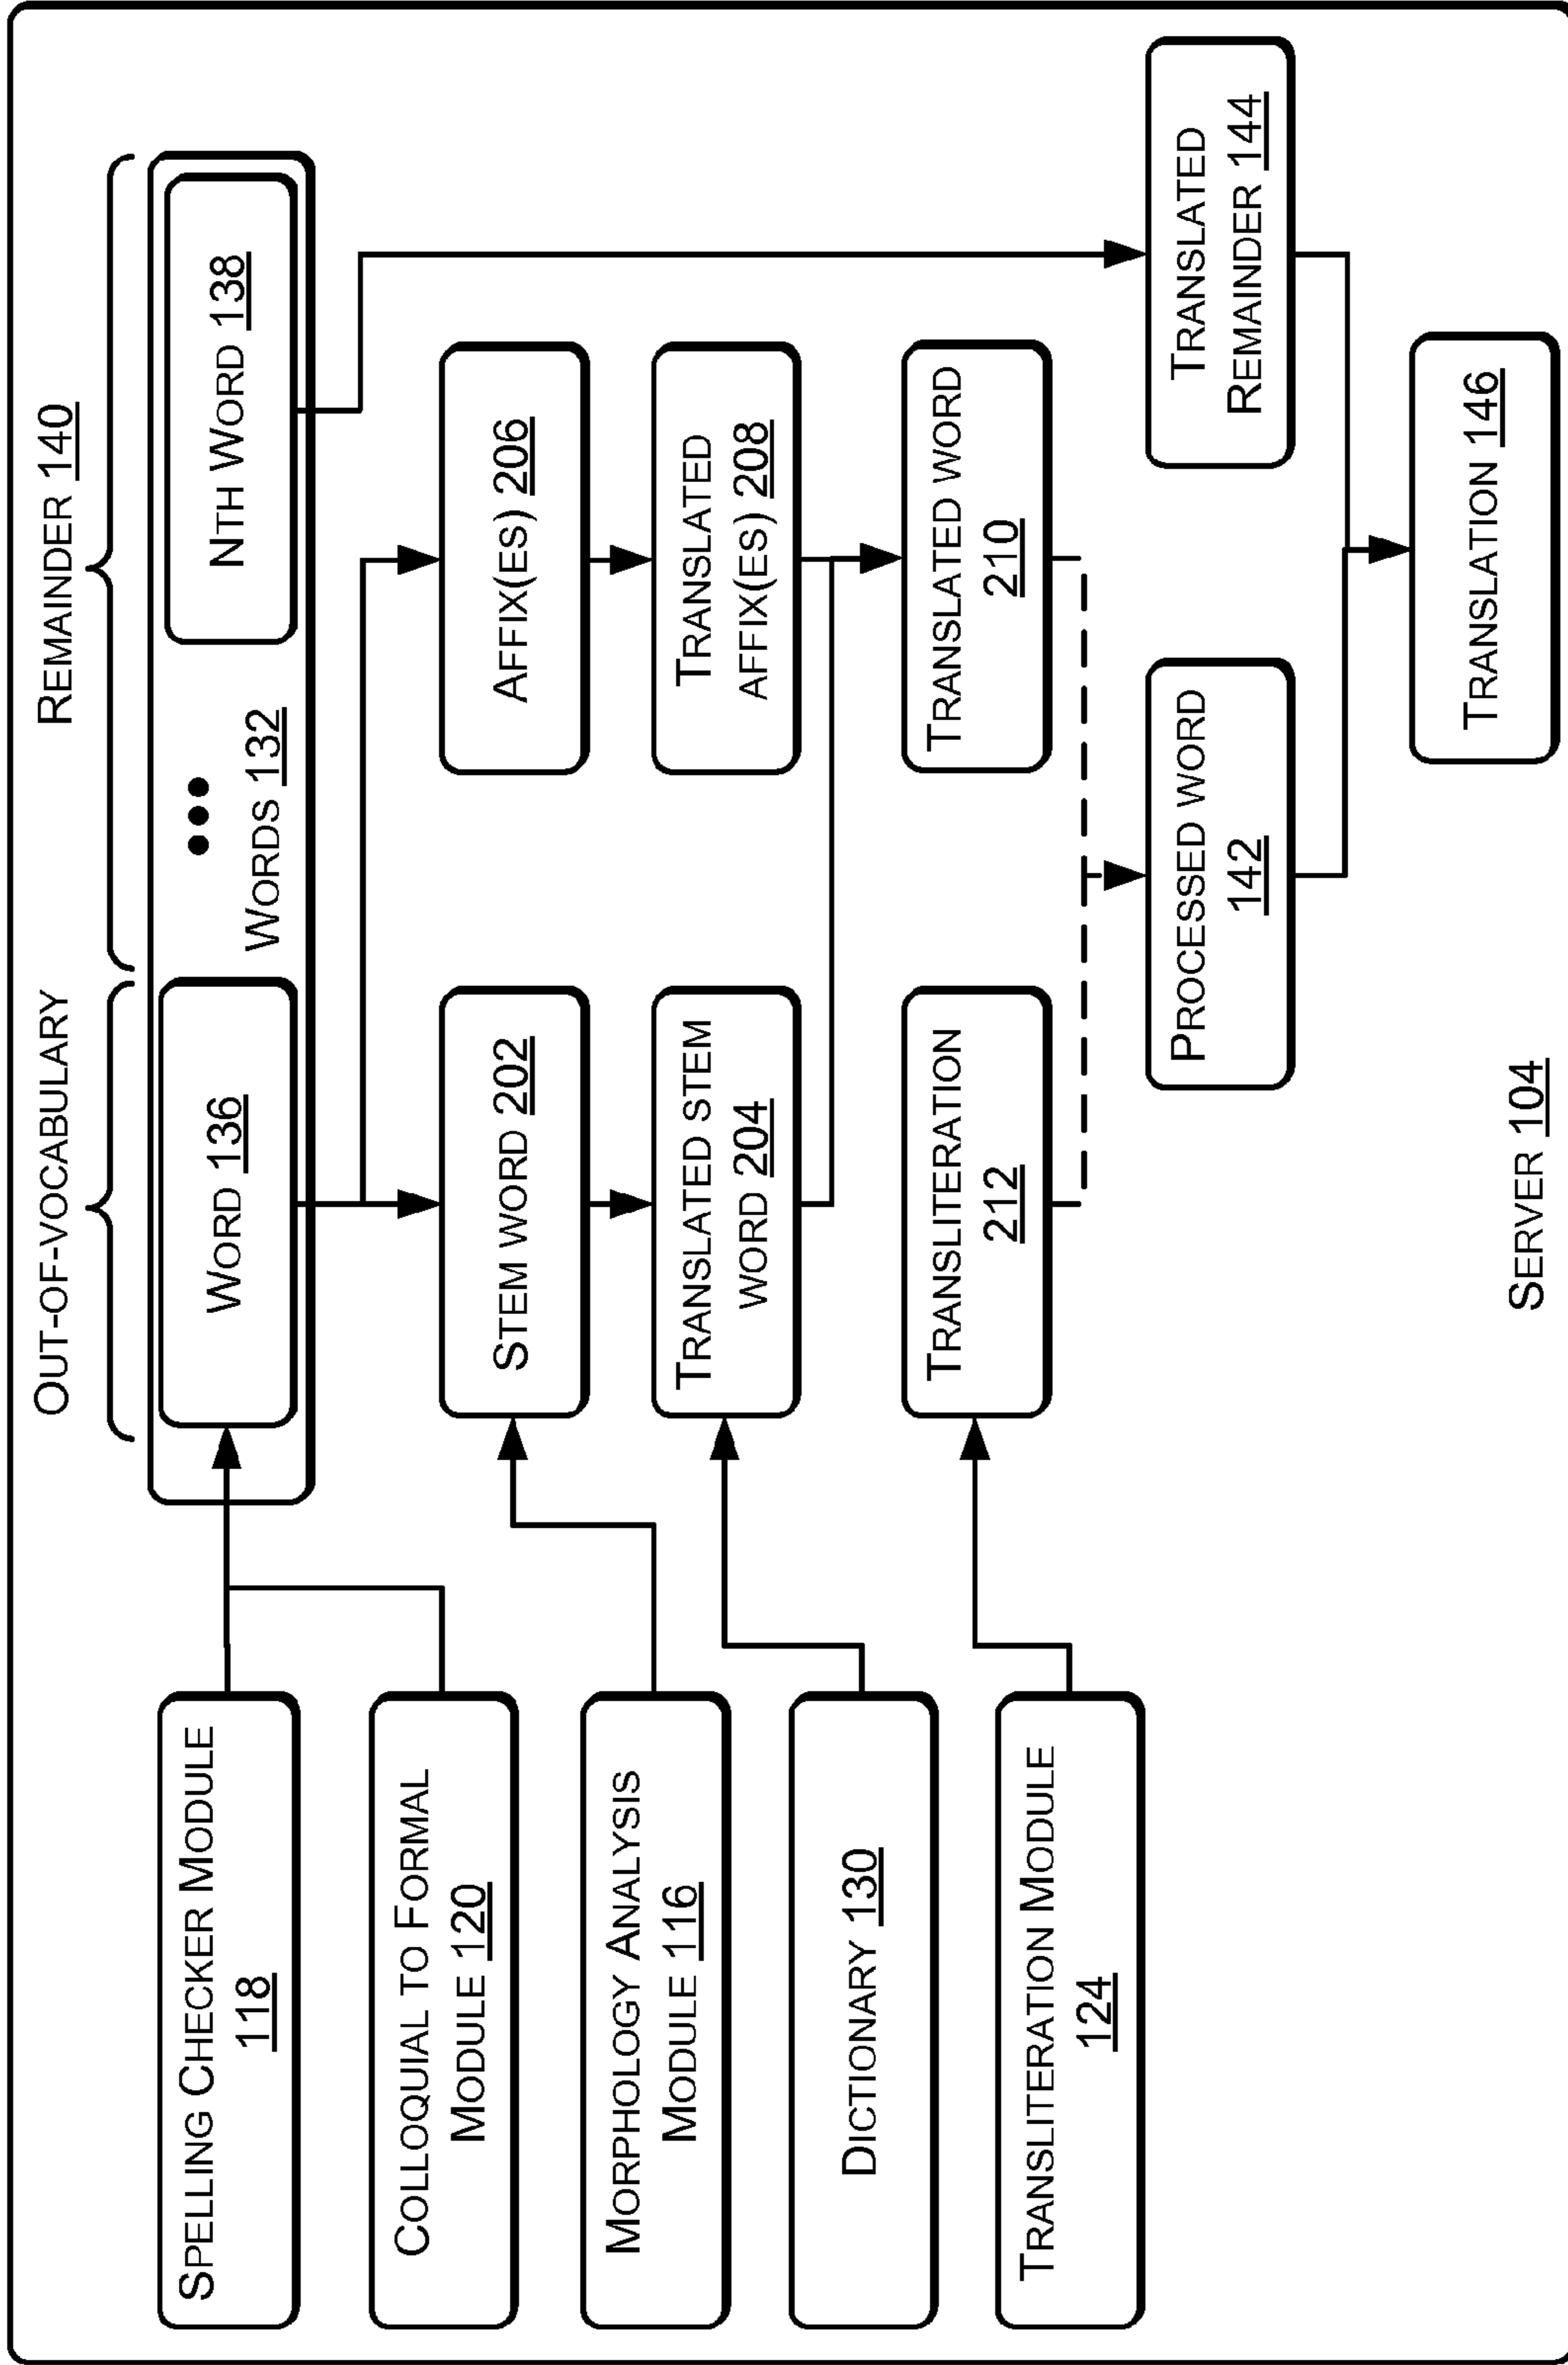 OUT-OF-VOCABULARY
REMAINDER 140
WORD 136
WORDS 132
NTH WORD 138
SPELLING CHECKER MODULE
118
COLLOQUIAL TO FORMAL
MODULE 120
MORPHOLOGY ANALYSIS
MODULE 116
DICTIONARY 130
TRANSLITERATION MODULE
124
STEM WORD 202
AFFIX(ES) 206
TRANSLATED STEM
WORD 204
TRANSLATED
AFFIX(ES) 208
TRANSLITERATION
212
TRANSLATED WORD
210
PROCESSED WORD
142
TRANSLATED
REMAINDER 144
TRANSLATION 146
SERVER 104